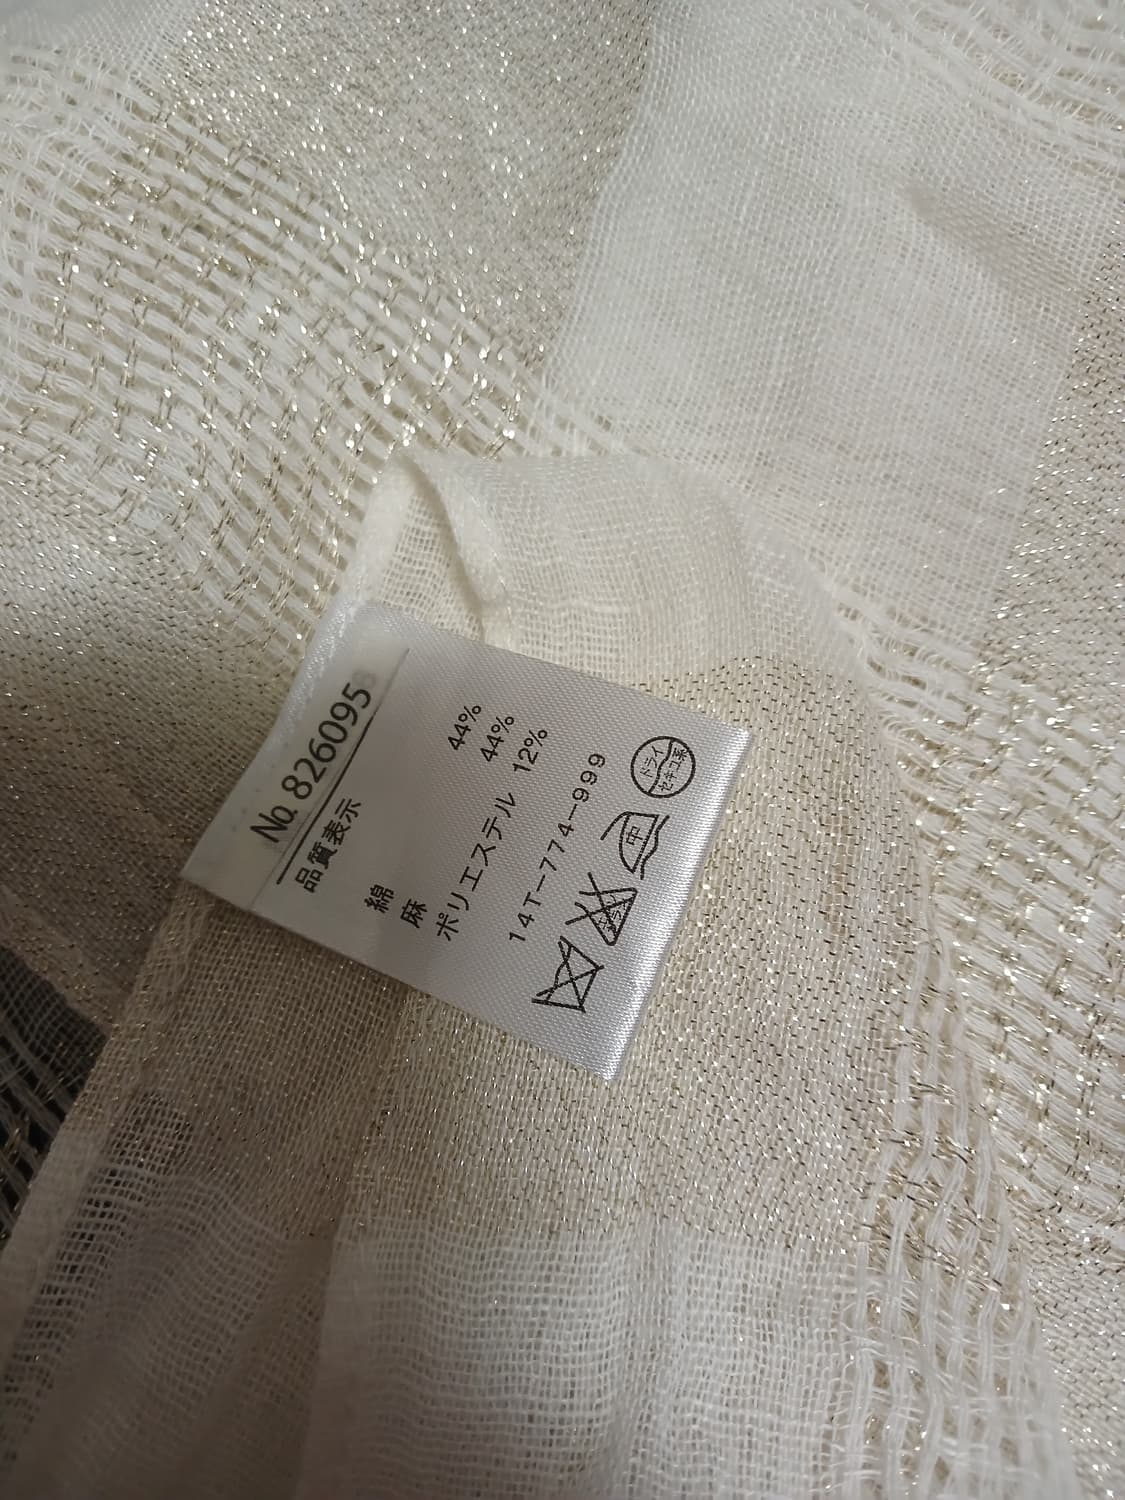 № 826095
品質表示
綿 44%
麻 44%
ポリエステル 12%
14T-774-999
ドライ
セキユ系
中